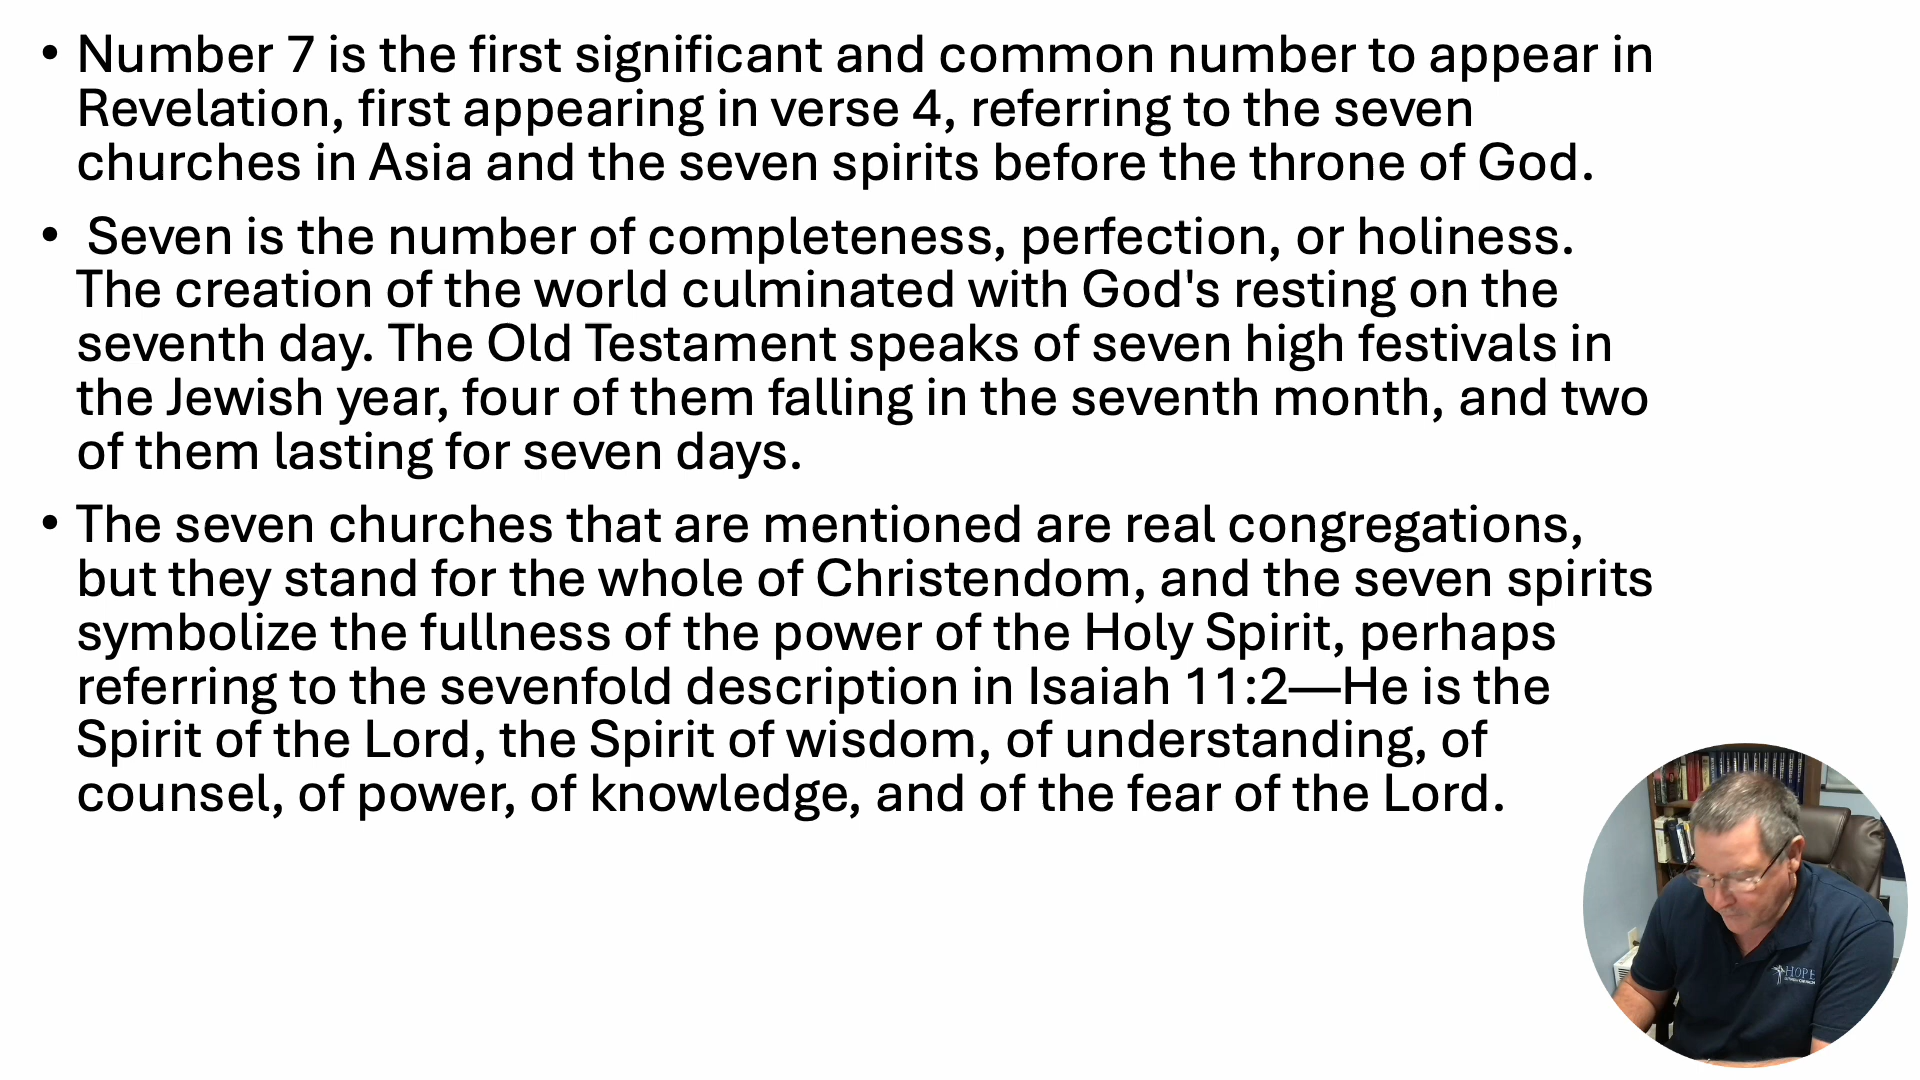 • Number 7 is the first significant and common number to appear in
Revelation, first appearing in verse 4, referring to the seven
churches in Asia and the seven spirits before the throne of God.
• Seven is the number of completeness, perfection, or holiness.
The creation of the world culminated with God's resting on the
seventh day. The Old Testament speaks of seven high festivals in
the Jewish year, four of them falling in the seventh month, and two
of them lasting for seven days.
• The seven churches that are mentioned are real congregations,
but they stand for the whole of Christendom, and the seven spirits
symbolize the fullness of the power of the Holy Spirit, perhaps
referring to the sevenfold description in Isaiah 11:2—He is the
Spirit of the Lord, the Spirit of wisdom, of understanding, of
counsel, of power, of knowledge, and of the fear of the Lord.
HOPE